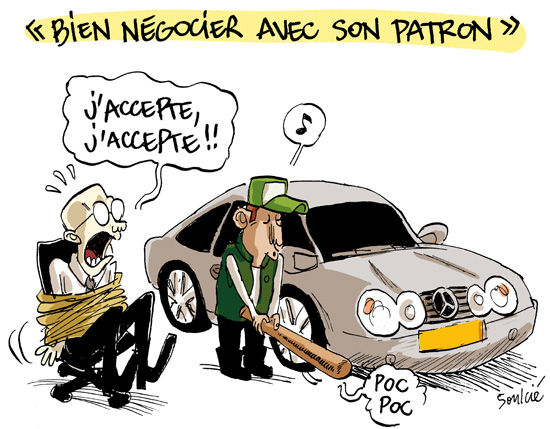 « BIEN NÉGOCIER AVEC SON PATRON »
J'ACCEPTE,
J'ACCEPTE !!
POC
POC
Soulcié